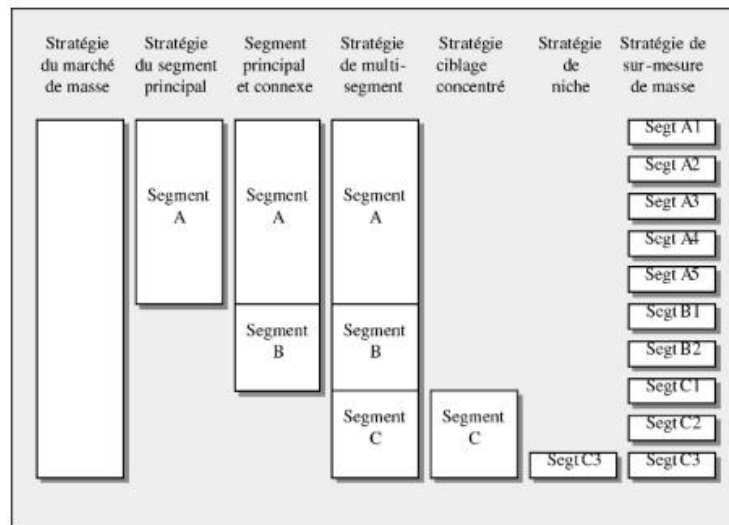 Stratégie
du marché
de masse
Stratégie
du segment
principal
Segment
principal
et connexe
Stratégie
de multi-
segment
Stratégie
ciblage
concentré
Stratégie
de
niche
Stratégie de
sur-mesure
de masse
Segment
A
Segment
A
Segment
B
Segment
A
Segment
B
Segment
C
Segment
C
Segt C3
Segt A1
Segt A2
Segt A3
Segt A4
Segt A5
Segt B1
Segt B2
Segt C1
Segt C2
Segt C3